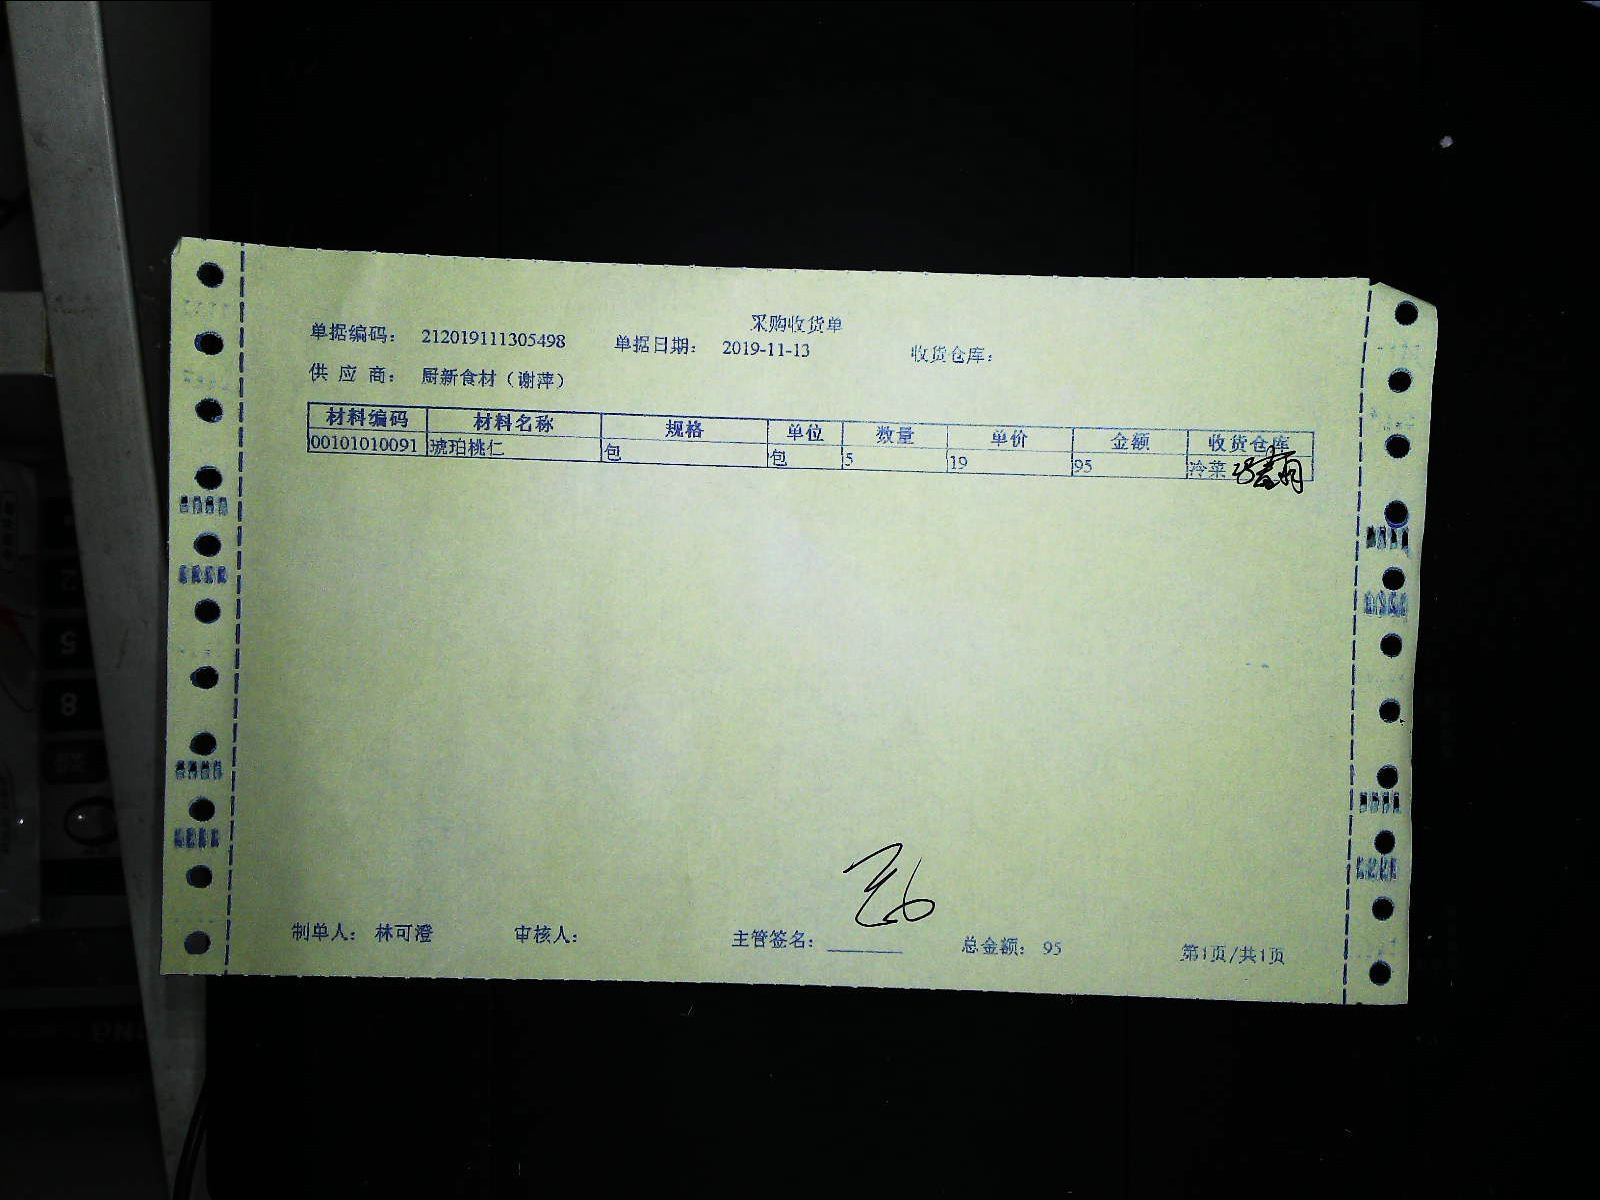 采购收货单
单据编码： 212019111305498 单据日期： 2019-11-13 收货仓库：
供 应 商： 厨新食材（谢萍）
材料编码 材料名称 规格 单位 数量 单价 金额 收货仓库
00101010091 琥珀桃仁 包 包 5 19 95 冷菜
制单人： 林可澄 审核人： 主管签名： 总金额： 95 第1页/共1页